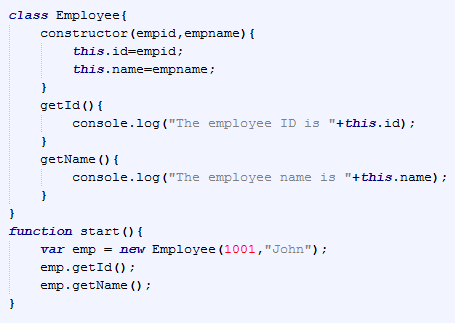 class Employee{
    constructor(empid,empname){
        this.id=empid;
        this.name=empname;
    }
    getId(){
        console.log("The employee ID is "+this.id);
    }
    getName(){
        console.log("The employee name is "+this.name);
    }
}
function start(){
    var emp = new Employee(1001,"John");
    emp.getId();
    emp.getName();
}